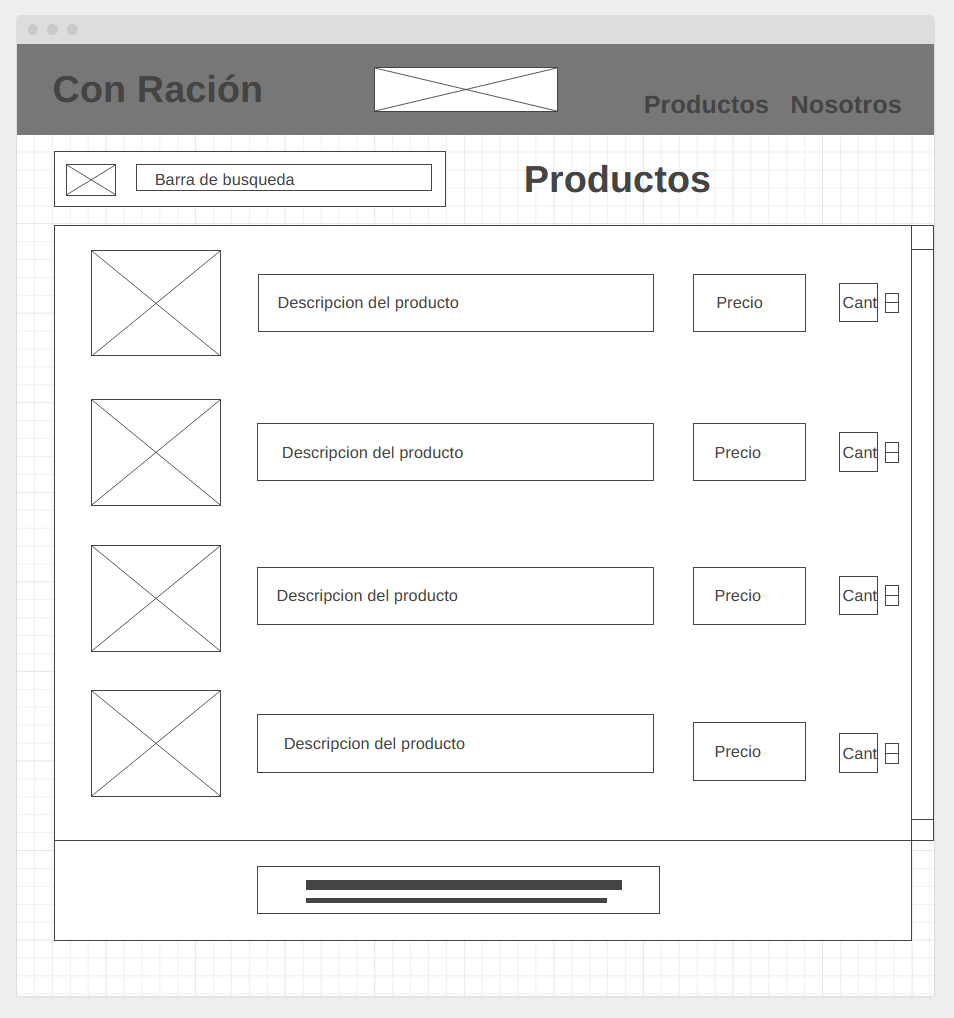 Con Ración
Productos Nosotros
Barra de busqueda
Productos
Descripcion del producto
Precio
Cant
Descripcion del producto
Precio
Cant
Descripcion del producto
Precio
Cant
Descripcion del producto
Precio
Cant